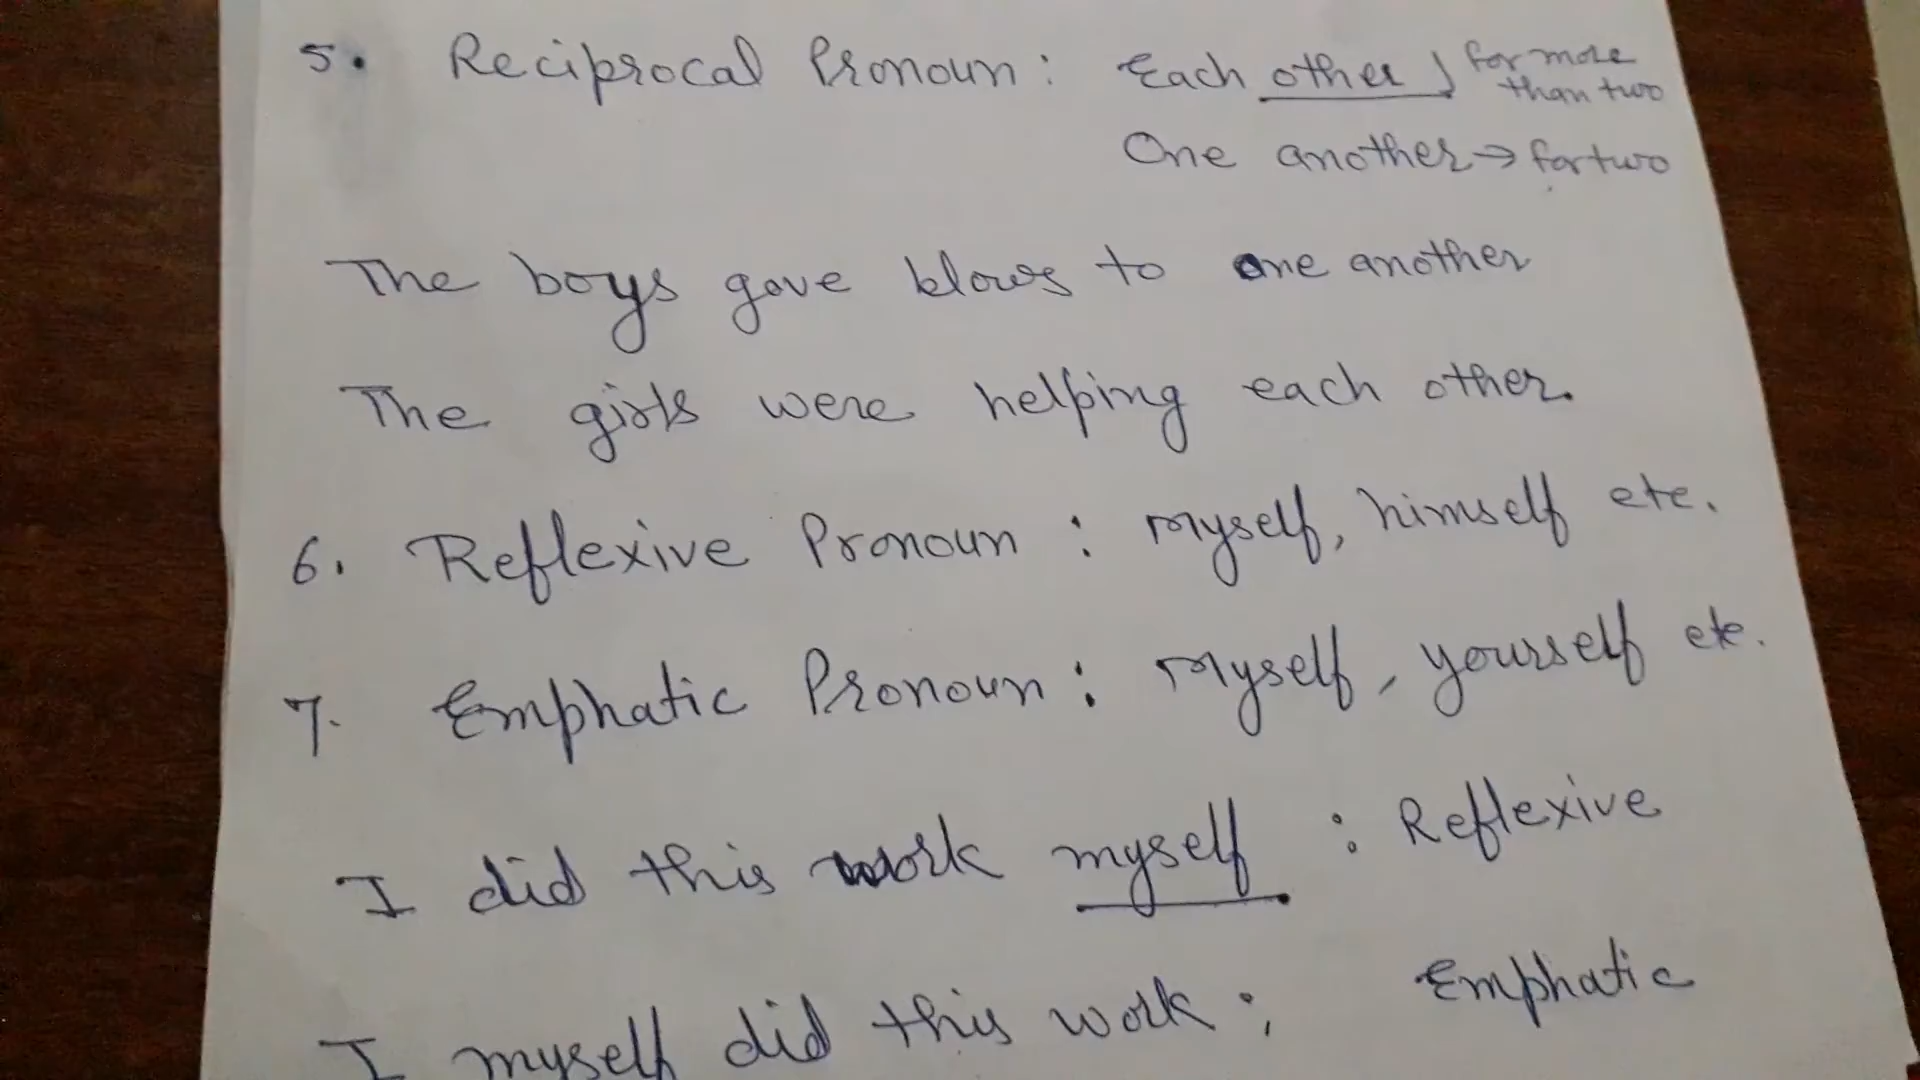 5. Reciprocal Pronoun : Each other } for more
than two
One another → for two
The boys gave blows to one another
The girls were helping each other.
6. Reflexive Pronoun : myself, himself etc.
7. Emphatic Pronoun : myself, yourself etc.
I did this work myself : Reflexive
I myself did this work : Emphatic